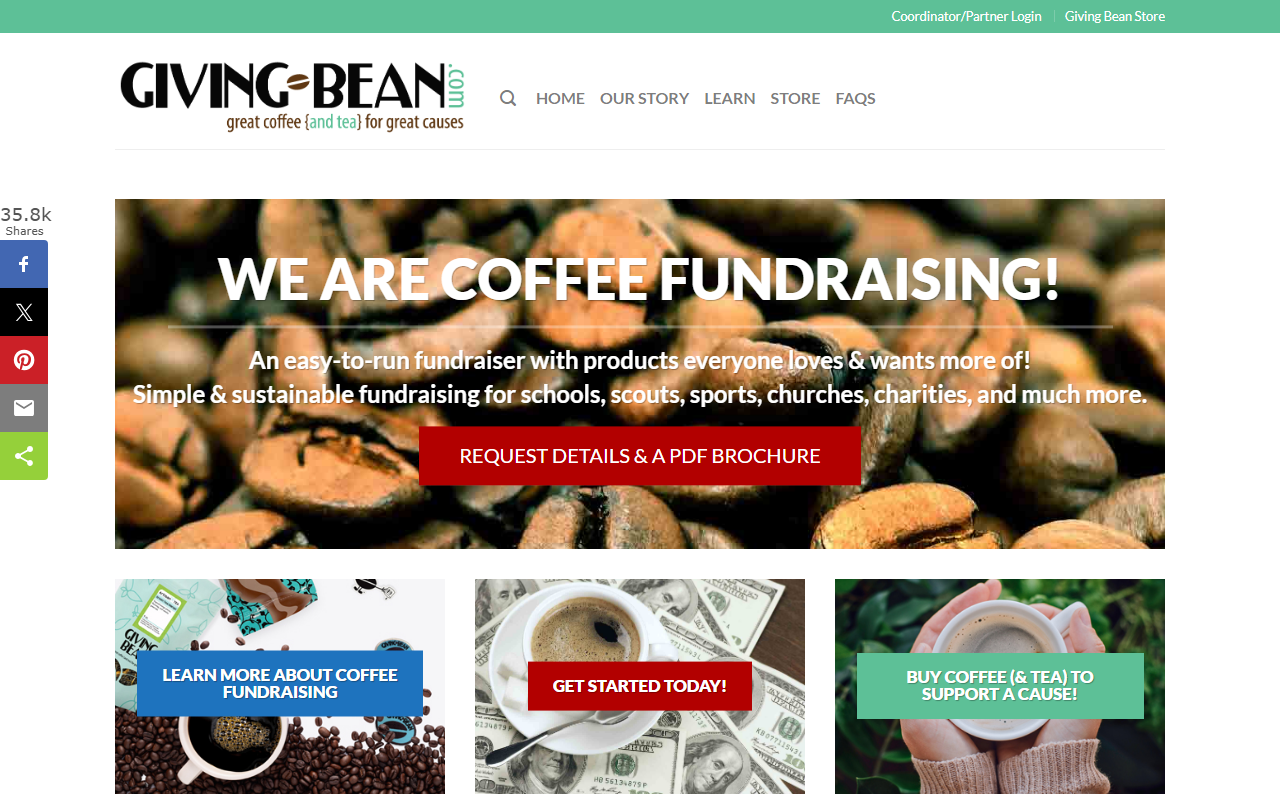 Coordinator/Partner Login
Giving Bean Store
GIVING BEAN.com
great coffee {and tea} for great causes
HOME
OUR STORY
LEARN
STORE
FAQS
35.8k
Shares
WE ARE COFFEE FUNDRAISING!
An easy-to-run fundraiser with products everyone loves & wants more of!
Simple & sustainable fundraising for schools, scouts, sports, churches, charities, and much more.
REQUEST DETAILS & A PDF BROCHURE
LEARN MORE ABOUT COFFEE
FUNDRAISING
GET STARTED TODAY!
BUY COFFEE (& TEA) TO
SUPPORT A CAUSE!